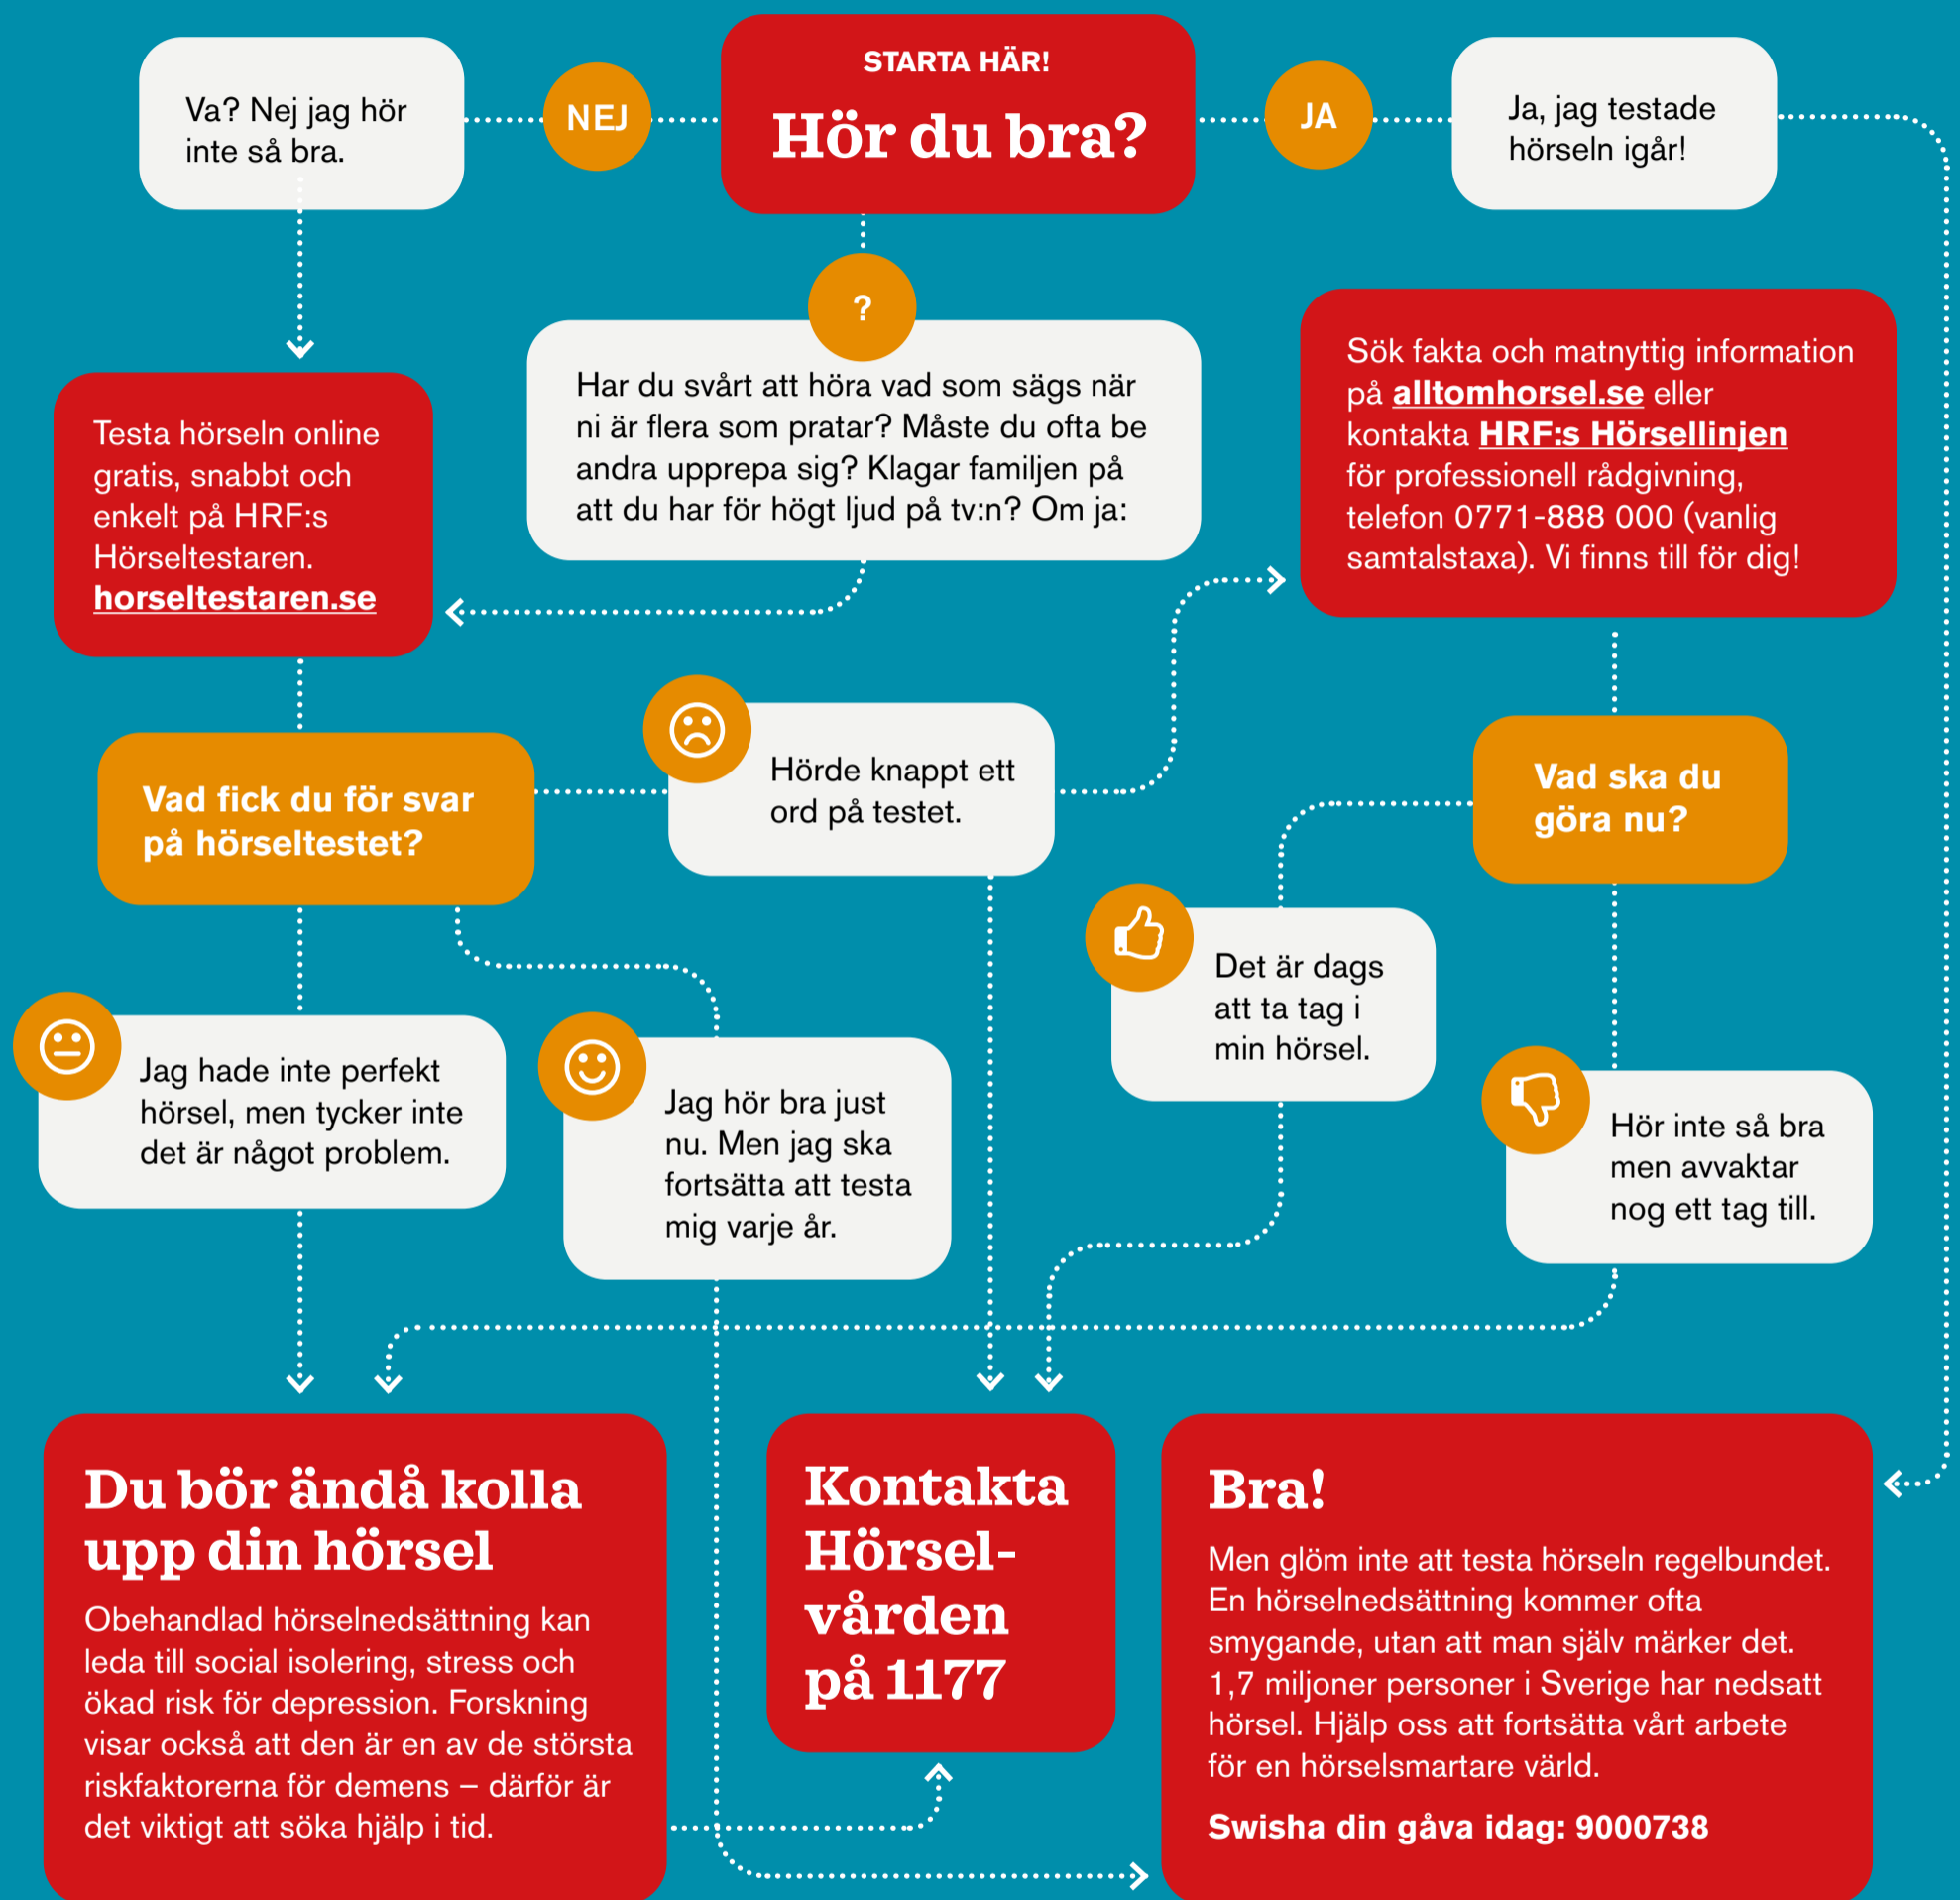 STARTA HÄR!
Hör du bra?
NEJ
Va? Nej jag hör
inte så bra.
JA
Ja, jag testade
hörseln igår!
?
Har du svårt att höra vad som sägs när
ni är flera som pratar? Måste du ofta be
andra upprepa sig? Klagar familjen på
att du har för högt ljud på tv:n? Om ja:
Testa hörseln online
gratis, snabbt och
enkelt på HRF:s
Hörseltestaren.
horseltestaren.se
Sök fakta och matnyttig information
på alltomhorsel.se eller
kontakta HRF:s Hörsellinjen
för professionell rådgivning,
telefon 0771-888 000 (vanlig
samtalstaxa). Vi finns till för dig!
Vad fick du för svar
på hörseltestet?
Hörde knappt ett
ord på testet.
Vad ska du
göra nu?
Det är dags
att ta tag i
min hörsel.
Jag hade inte perfekt
hörsel, men tycker inte
det är något problem.
Jag hör bra just
nu. Men jag ska
fortsätta att testa
mig varje år.
Hör inte så bra
men avvaktar
nog ett tag till.
Du bör ändå kolla
upp din hörsel
Obehandlad hörselnedsättning kan
leda till social isolering, stress och
ökad risk för depression. Forskning
visar också att den är en av de största
riskfaktorerna för demens – därför är
det viktigt att söka hjälp i tid.
Kontakta
Hörsel-
vården
på 1177
Bra!
Men glöm inte att testa hörseln regelbundet.
En hörselnedsättning kommer ofta
smygande, utan att man själv märker det.
1,7 miljoner personer i Sverige har nedsatt
hörsel. Hjälp oss att fortsätta vårt arbete
för en hörselsmartare värld.
Swisha din gåva idag: 9000738